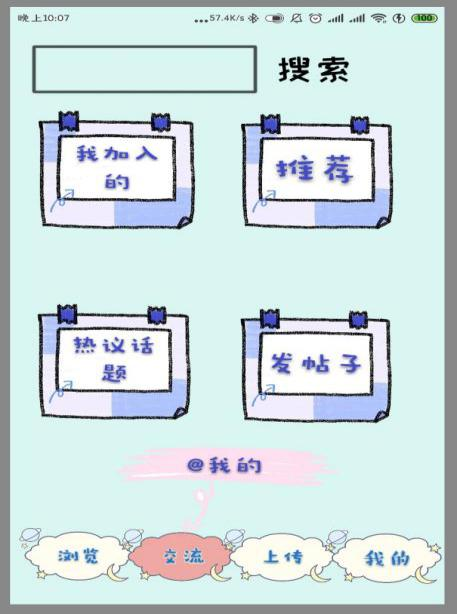 晚上10:07 ...57.4K/s 100
搜索
我加入
的
推荐
热议话
题
发帖子
@我的
浏览 交流 上传 我的